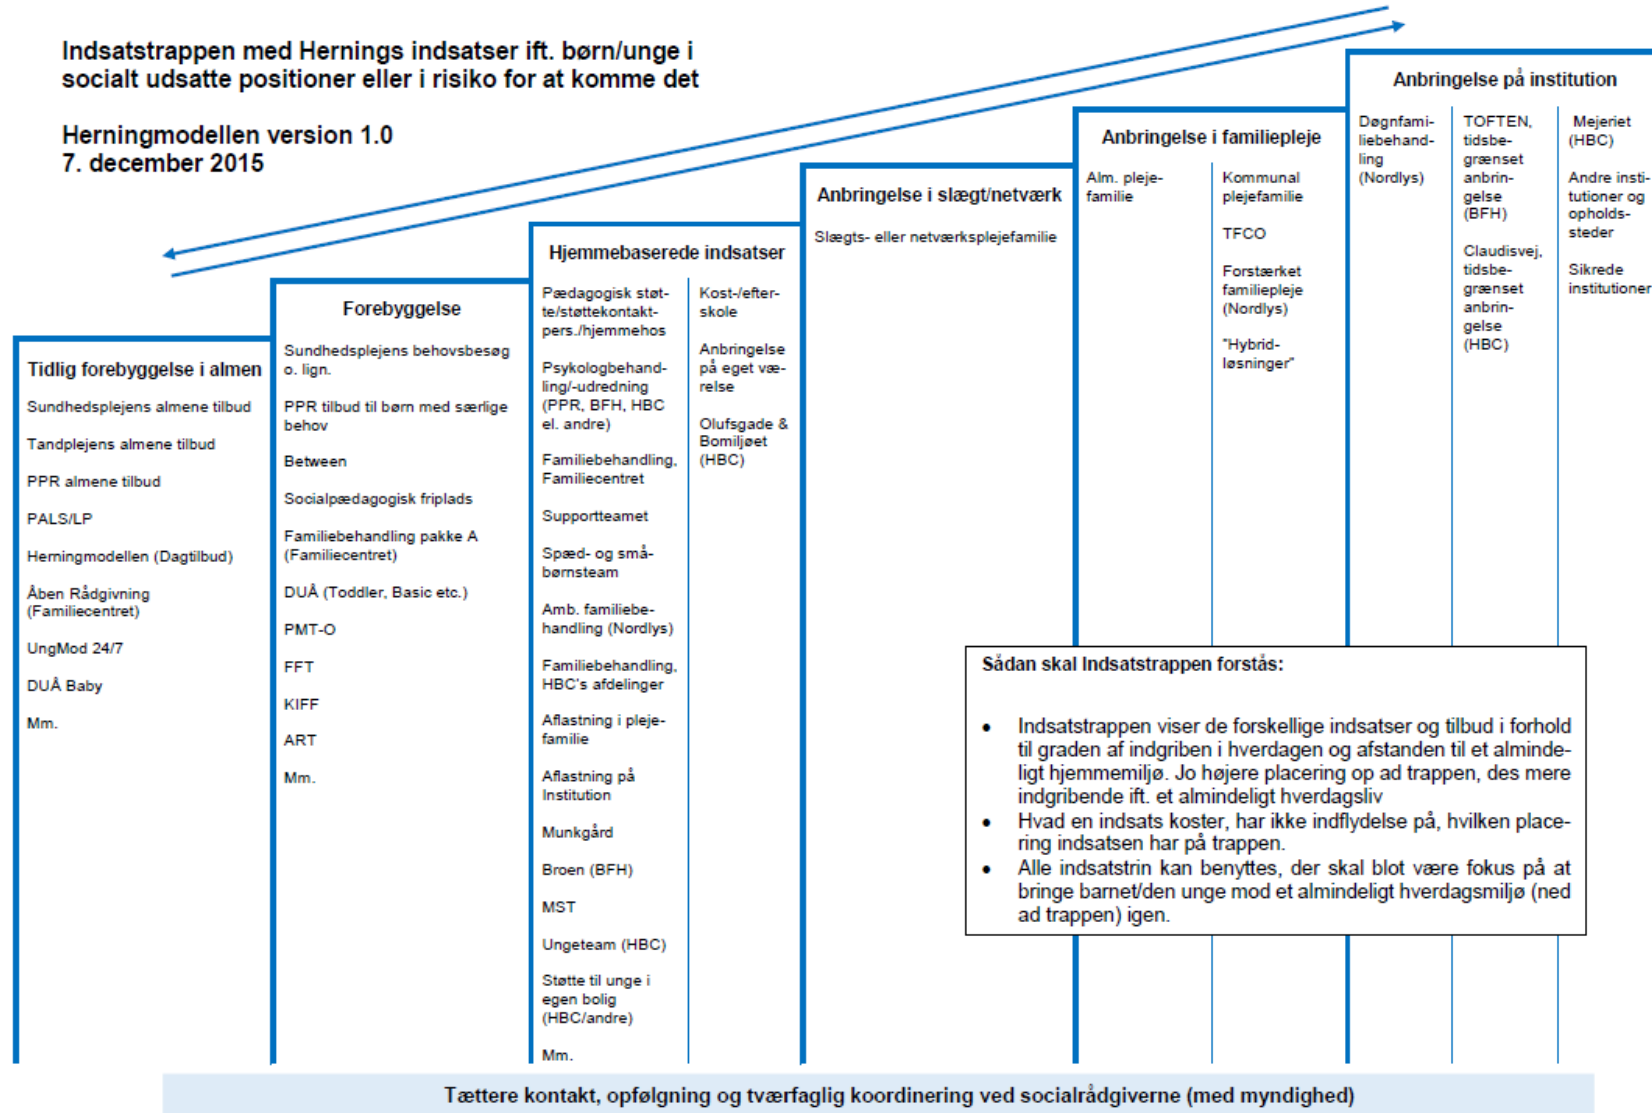 Indsatstrappen med Hernings indsatser ift. børn/unge i
socialt udsatte positioner eller i risiko for at komme det
Herningmodellen version 1.0
7. december 2015
Tidlig forebyggelse i almen
Sundhedsplejens almene tilbud
Tandplejens almene tilbud
PPR almene tilbud
PALS/LP
Herningmodellen (Dagtilbud)
Åben Rådgivning
(Familiecentret)
UngMod 24/7
DUÅ Baby
Mm.
Forebyggelse
Sundhedsplejens behovsbesøg
o. lign.
PPR tilbud til børn med særlige
behov
Between
Socialpædagogisk friplads
Familiebehandling pakke A
(Familiecentret)
DUÅ (Toddler, Basic etc.)
PMT-O
FFT
KIFF
ART
Mm.
Hjemmebaserede indsatser
Pædagogisk støt-
te/støttekontakt-
pers./hjemmehos
Psykologbehand-
ling/-udredning
(PPR, BFH, HBC
el. andre)
Familiebehandling,
Familiecentret
Supportteamet
Spæd- og små-
børnsteam
Amb. familiebe-
handling (Nordlys)
Familiebehandling,
HBC's afdelinger
Aflastning i pleje-
familie
Aflastning på
Institution
Munkgård
Broen (BFH)
MST
Ungeteam (HBC)
Støtte til unge i
egen bolig
(HBC/andre)
Mm.
Kost-/efter-
skole
Anbringelse
på eget væ-
relse
Olufsgade &
Bomiljøet
(HBC)
Anbringelse i slægt/netværk
Slægts- eller netværksplejefamilie
Anbringelse i familiepleje
Alm. pleje-
familie
Kommunal
plejefamilie
TFCO
Forstærket
familiepleje
(Nordlys)
"Hybrid-
løsninger"
Anbringelse på institution
Døgnfami-
liebehand-
ling
(Nordlys)
TOFTEN,
tidsbe-
grænset
anbrin-
gelse
(BFH)
Claudisvej,
tidsbe-
grænset
anbrin-
gelse
(HBC)
Mejeriet
(HBC)
Andre insti-
tutioner og
opholds-
steder
Sikrede
institutioner
Sådan skal Indsatstrappen forstås:
• Indsatstrappen viser de forskellige indsatser og tilbud i forhold
til graden af indgriben i hverdagen og afstanden til et alminde-
ligt hjemmemiljø. Jo højere placering op ad trappen, des mere
indgribende ift. et almindeligt hverdagsliv
• Hvad en indsats koster, har ikke indflydelse på, hvilken place-
ring indsatsen har på trappen.
• Alle indsatstrin kan benyttes, der skal blot være fokus på at
bringe barnet/den unge mod et almindeligt hverdagsmiljø (ned
ad trappen) igen.
Tættere kontakt, opfølgning og tværfaglig koordinering ved socialrådgiverne (med myndighed)